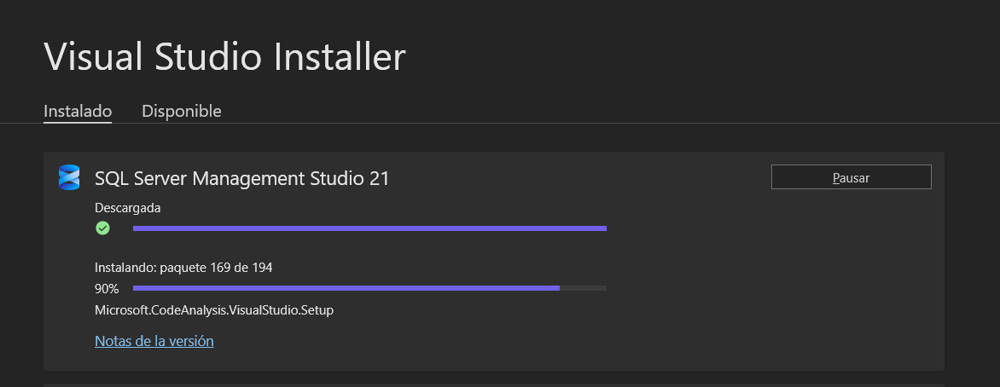 Visual Studio Installer
Instalado Disponible
SQL Server Management Studio 21 Pausar
Descargada
Instalando: paquete 169 de 194
90%
Microsoft.CodeAnalysis.VisualStudio.Setup
Notas de la versión